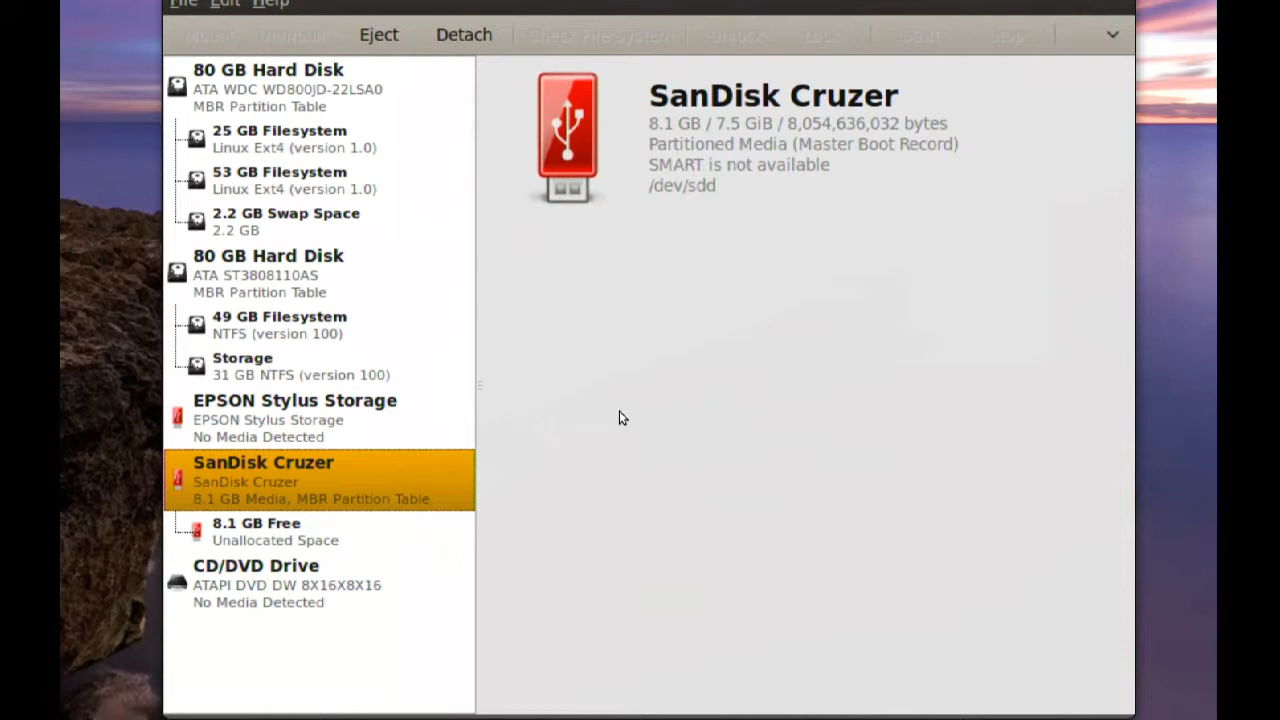 File Edit Help
Eject Detach Check File System
80 GB Hard Disk
ATA WDC WD800JD-22LSA0
MBR Partition Table
25 GB Filesystem
Linux Ext4 (version 1.0)
53 GB Filesystem
Linux Ext4 (version 1.0)
2.2 GB Swap Space
2.2 GB
80 GB Hard Disk
ATA ST3808110AS
MBR Partition Table
49 GB Filesystem
NTFS (version 100)
Storage
31 GB NTFS (version 100)
EPSON Stylus Storage
EPSON Stylus Storage
No Media Detected
SanDisk Cruzer
SanDisk Cruzer
8.1 GB Media, MBR Partition Table
8.1 GB Free
Unallocated Space
CD/DVD Drive
ATAPI DVD DW 8X16X8X16
No Media Detected
SanDisk Cruzer
8.1 GB / 7.5 GiB / 8,054,636,032 bytes
Partitioned Media (Master Boot Record)
SMART is not available
/dev/sdd